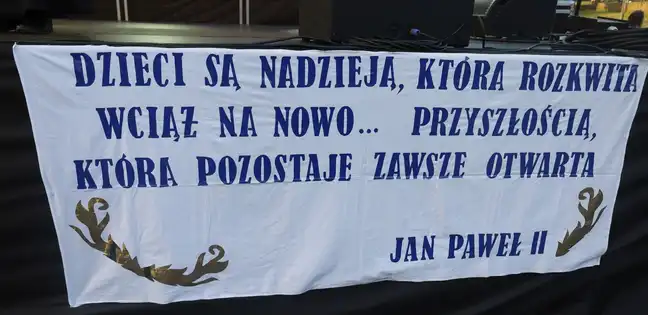 DZIECI SĄ NADZIEJĄ, KTÓRA ROZKWITA
WCIĄŻ NA NOWO... PRZYSZŁOŚCIĄ,
KTÓRA POZOSTAJE ZAWSZE OTWARTA
JAN PAWEŁ II